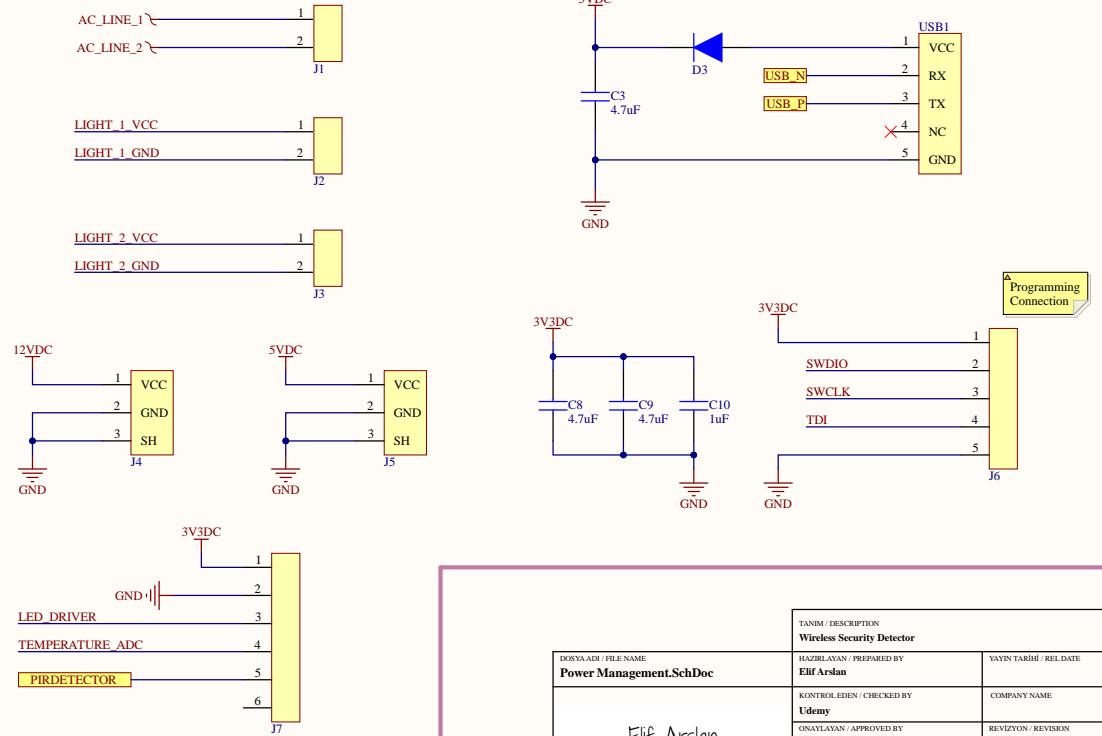 AC_LINE_1
1
AC_LINE_2
2
J1
LIGHT_1_VCC
1
LIGHT_1_GND
2
J2
LIGHT_2_VCC
1
LIGHT_2_GND
2
J3
D3
C3
4.7uF
USB_N
USB_P
USB1
1 VCC
2 RX
3 TX
4 NC
5 GND
GND
12VDC
1 VCC
2 GND
3 SH
J4
GND
5VDC
1 VCC
2 GND
3 SH
J5
GND
3V3DC
C8
4.7uF
C9
4.7uF
C10
1uF
GND
Programming
Connection
3V3DC
1
SWDIO
2
SWCLK
3
TDI
4
5
J6
GND
3V3DC
1
GND
2
LED_DRIVER
3
TEMPERATURE_ADC
4
PIRDETECTOR
5
6
J7
TANIM / DESCRIPTION
Wireless Security Detector
DOSYA ADI / FILE NAME
Power Management.SchDoc
HAZIRLAYAN / PREPARED BY
Elif Arslan
YAYIN TARİHİ / REL.DATE
KONTROL EDEN / CHECKED BY
Udemy
COMPANY NAME
ONAYLAYAN / APPROVED BY
REVİZYON / REVISION
Elif Arslan